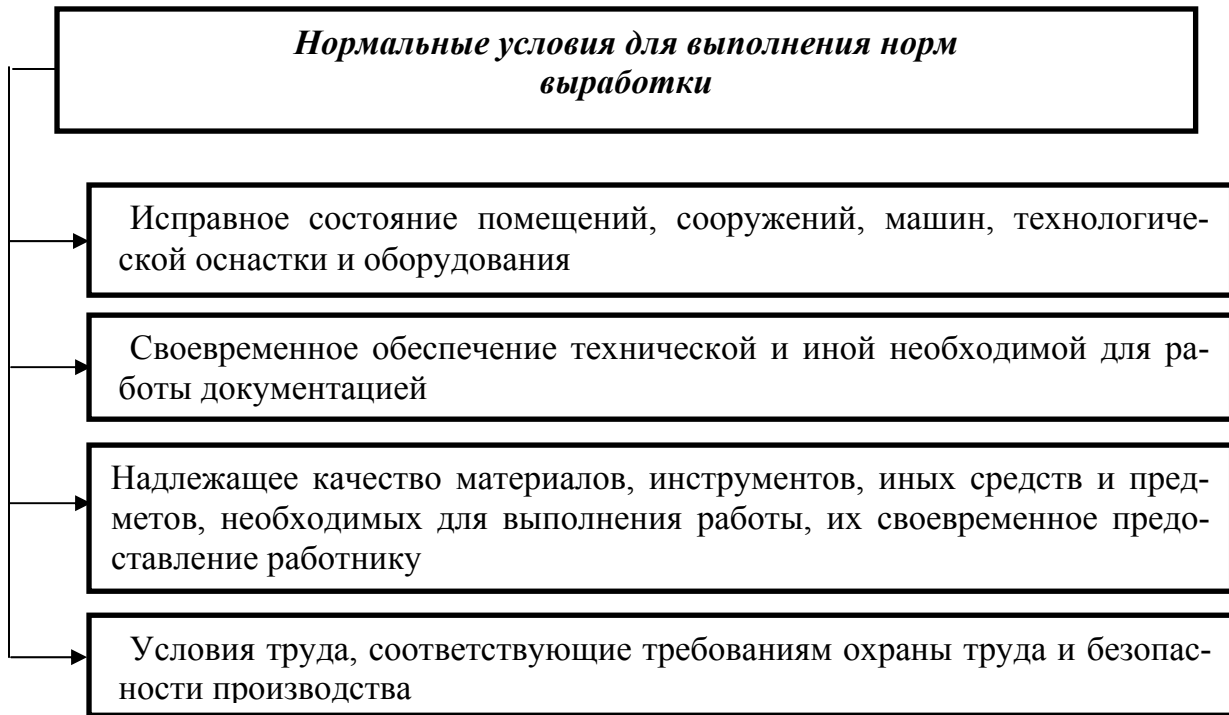 Нормальные условия для выполнения норм
выработки
Исправное состояние помещений, сооружений, машин, технологиче-
ской оснастки и оборудования
Своевременное обеспечение технической и иной необходимой для ра-
боты документацией
Надлежащее качество материалов, инструментов, иных средств и пред-
метов, необходимых для выполнения работы, их своевременное предо-
ставление работнику
Условия труда, соответствующие требованиям охраны труда и безопас-
ности производства